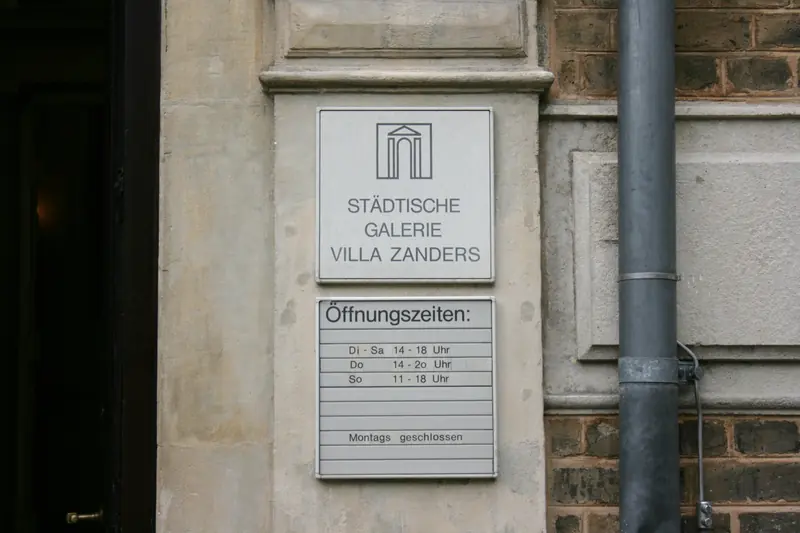 STÄDTISCHE
GALERIE
VILLA ZANDERS
Öffnungszeiten:
Di - Sa 14 - 18 Uhr
Do 14 - 2o Uhr
So 11 - 18 Uhr
Montags geschlossen